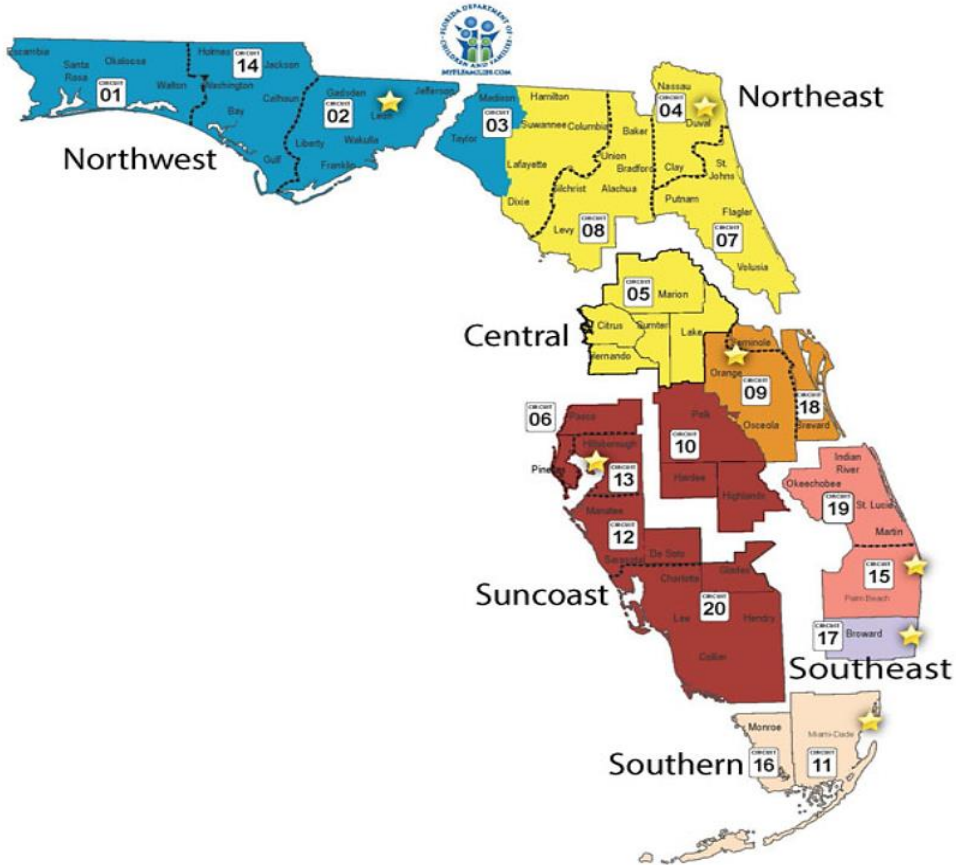 FLORIDA DEPARTMENT OF
CHILDREN AND FAMILIES
MYFLFAMILIES.COM
Northwest
Escambia
Santa
Rosa
Okaloosa
Walton
CIRCUIT
01
Holmes
CIRCUIT
14
Jackson
Washington
Bay
Calhoun
Gulf
Gadsden
CIRCUIT
02
Leon
Jefferson
Liberty
Wakulla
Franklin
Madison
Taylor
CIRCUIT
03
Hamilton
Suwannee
Columbia
Lafayette
Dixie
Baker
Union
Bradford
Gilchrist
Alachua
Levy
CIRCUIT
08
Northeast
Nassau
CIRCUIT
04
Duval
Clay
St.
Johns
Putnam
Flagler
CIRCUIT
07
Volusia
Central
CIRCUIT
05
Marion
Citrus
Sumter
Lake
Hernando
Seminole
Orange
CIRCUIT
09
Osceola
CIRCUIT
18
Brevard
Suncoast
CIRCUIT
06
Pasco
Hillsborough
CIRCUIT
13
Polk
CIRCUIT
10
Hardee
Highlands
Manatee
CIRCUIT
12
Sarasota
De Soto
Charlotte
Glades
CIRCUIT
20
Lee
Hendry
Collier
Indian
River
Okeechobee
CIRCUIT
19
St. Lucie
Martin
CIRCUIT
15
Palm Beach
CIRCUIT
17
Broward
Southeast
Southern
Monroe
CIRCUIT
16
Miami-Dade
CIRCUIT
11